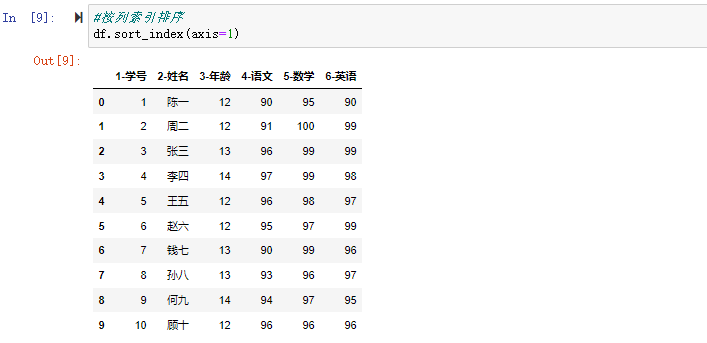 In [9]:
#按列索引排序
df.sort_index(axis=1)
Out[9]:
1-学号 2-姓名 3-年龄 4-语文 5-数学 6-英语
0 1 陈一 12 90 95 90
1 2 周二 12 91 100 99
2 3 张三 13 96 99 99
3 4 李四 14 97 99 98
4 5 王五 12 96 98 97
5 6 赵六 12 95 97 99
6 7 钱七 13 90 99 96
7 8 孙八 13 93 96 97
8 9 何九 14 94 97 95
9 10 顾十 12 96 96 96